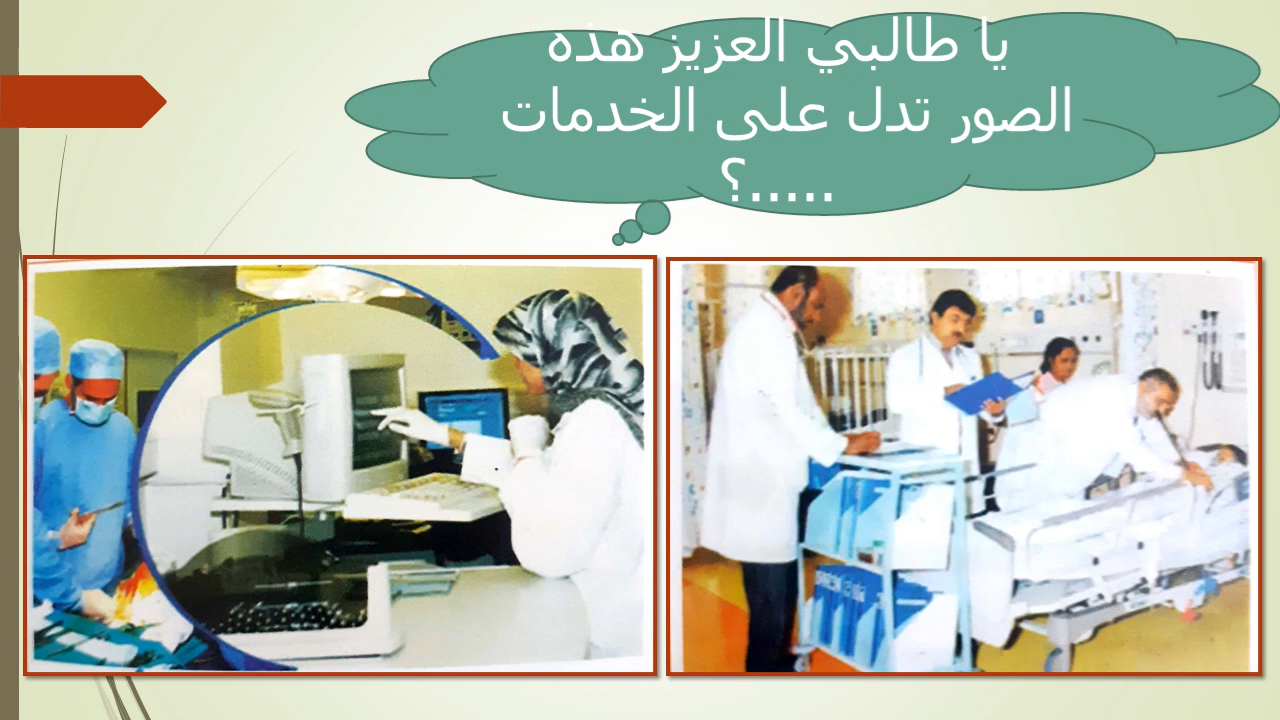 يا طالبي العزيز هذه
الصور تدل على الخدمات
.....؟